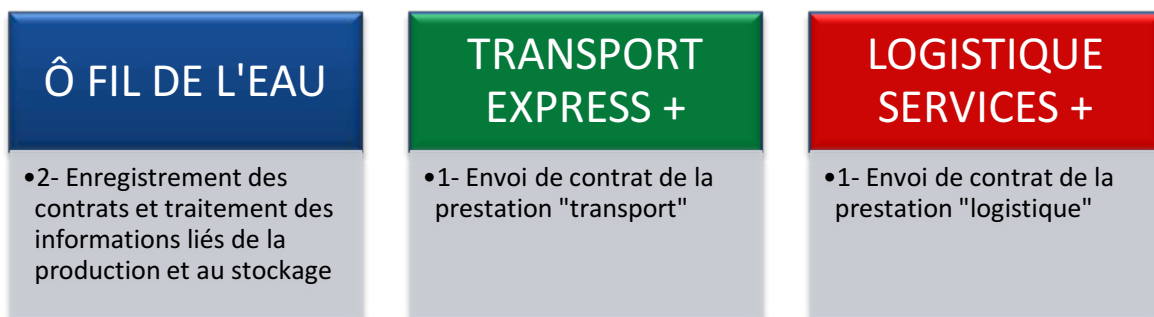 Ô FIL DE L'EAU
•2- Enregistrement des
contrats et traitement des
informations liés de la
production et au stockage
TRANSPORT
EXPRESS +
•1- Envoi de contrat de la
prestation "transport"
LOGISTIQUE
SERVICES +
•1- Envoi de contrat de la
prestation "logistique"